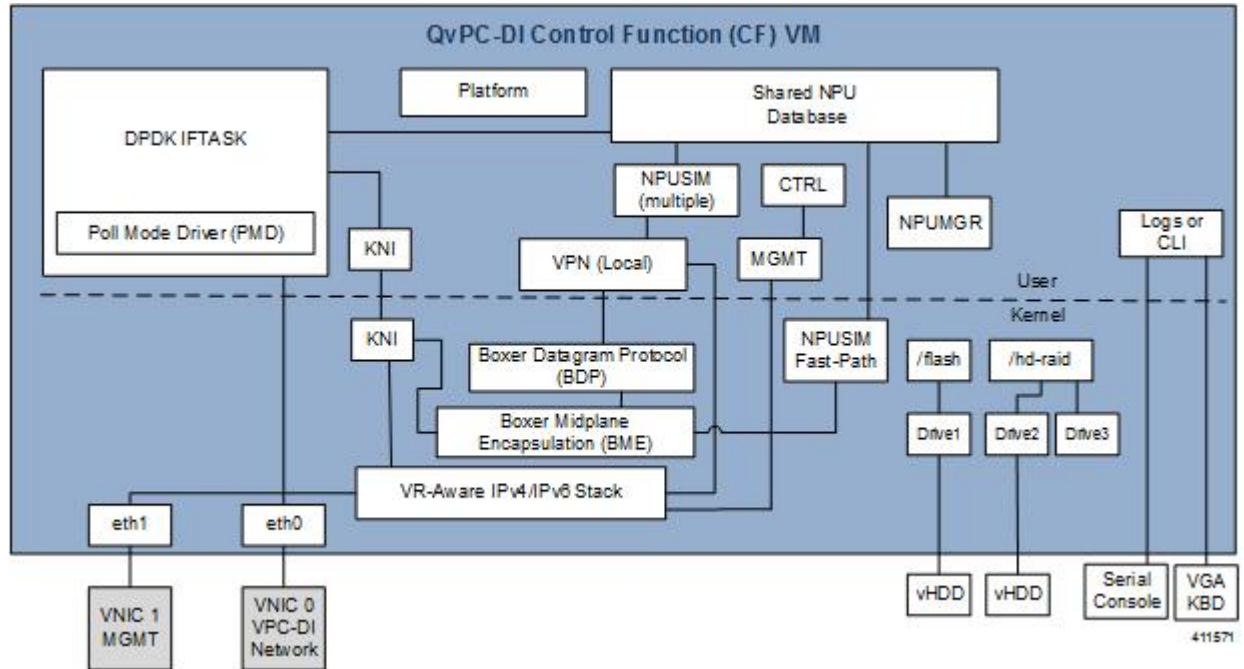 QvPC-DI Control Function (CF) VM
Platform
Shared NPU
Database
DPDK IFTASK
Poll Mode Driver (PMD)
NPUSIM
(multiple)
CTRL
NPUMGR
Logs or
CLI
KNI
VPN (Local)
MGMT
User
Kernel
KNI
Boxer Datagram Protocol
(BDP)
NPUSIM
Fast-Path
/flash
/hd-raid
Boxer Midplane
Encapsulation (BME)
Drive1
Drive2
Drive3
VR-Aware IPv4/IPv6 Stack
eth1
eth0
VNIC 1
MGMT
VNIC 0
VPC-DI
Network
vHDD
vHDD
Serial
Console
VGA
KBD
411571